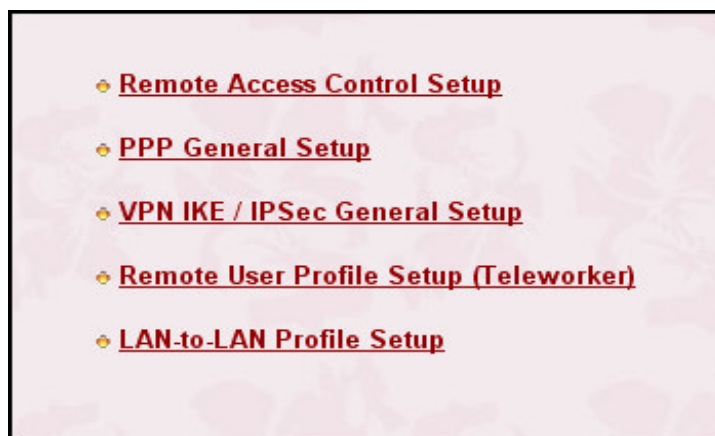 Remote Access Control Setup
PPP General Setup
VPN IKE / IPSec General Setup
Remote User Profile Setup (Teleworker)
LAN-to-LAN Profile Setup